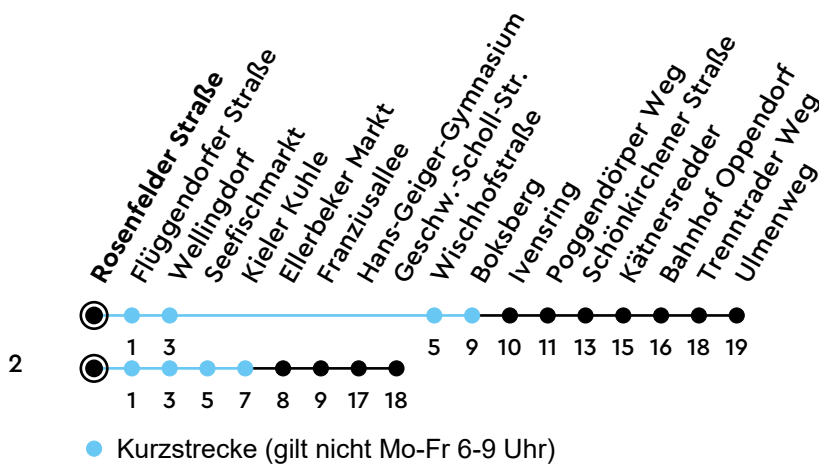 Rosenfelder Straße
Flüggendorfer Straße
Wellingdorf
Seefischmarkt
Kieler Kuhle
Ellerbeker Markt
Franziusallee
Hans-Geiger-Gymnasium
Geschw.-Scholl-Str.
Wischhofstraße
Boksberg
Ivensring
Poggendörper Weg
Schönkirchener Straße
Kätnersredder
Bahnhof Oppendorf
Trenntrader Weg
Ulmenweg
1 3 5 9 10 11 13 15 16 18 19
2
1 3 5 7 8 9 17 18
Kurzstrecke (gilt nicht Mo-Fr 6-9 Uhr)